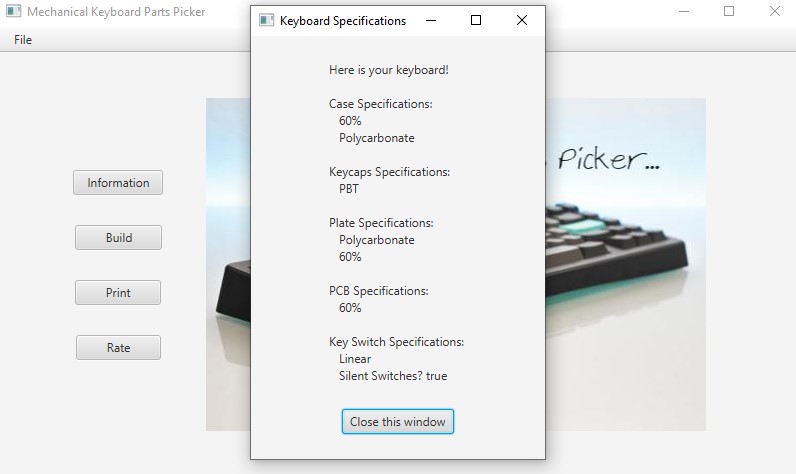 Mechanical Keyboard Parts Picker
File
Information
Build
Print
Rate
Picker...
Keyboard Specifications
Here is your keyboard!
Case Specifications:
60%
Polycarbonate
Keycaps Specifications:
PBT
Plate Specifications:
Polycarbonate
60%
PCB Specifications:
60%
Key Switch Specifications:
Linear
Silent Switches? true
Close this window